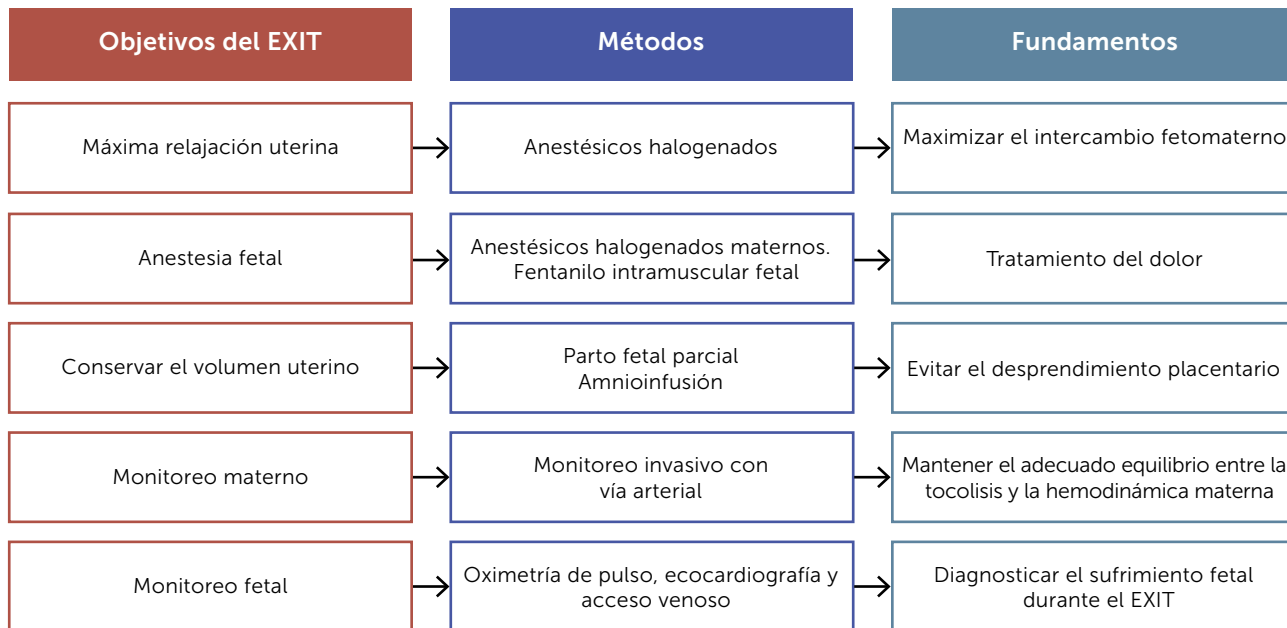 Objetivos del EXIT
Métodos
Fundamentos
Máxima relajación uterina
Anestésicos halogenados
Maximizar el intercambio fetomaterno
Anestesia fetal
Anestésicos halogenados maternos.
Fentanilo intramuscular fetal
Tratamiento del dolor
Conservar el volumen uterino
Parto fetal parcial
Amnioinfusión
Evitar el desprendimiento placentario
Monitoreo materno
Monitoreo invasivo con
vía arterial
Mantener el adecuado equilibrio entre la
tocolisis y la hemodinámica materna
Monitoreo fetal
Oximetría de pulso, ecocardiografía y
acceso venoso
Diagnosticar el sufrimiento fetal
durante el EXIT